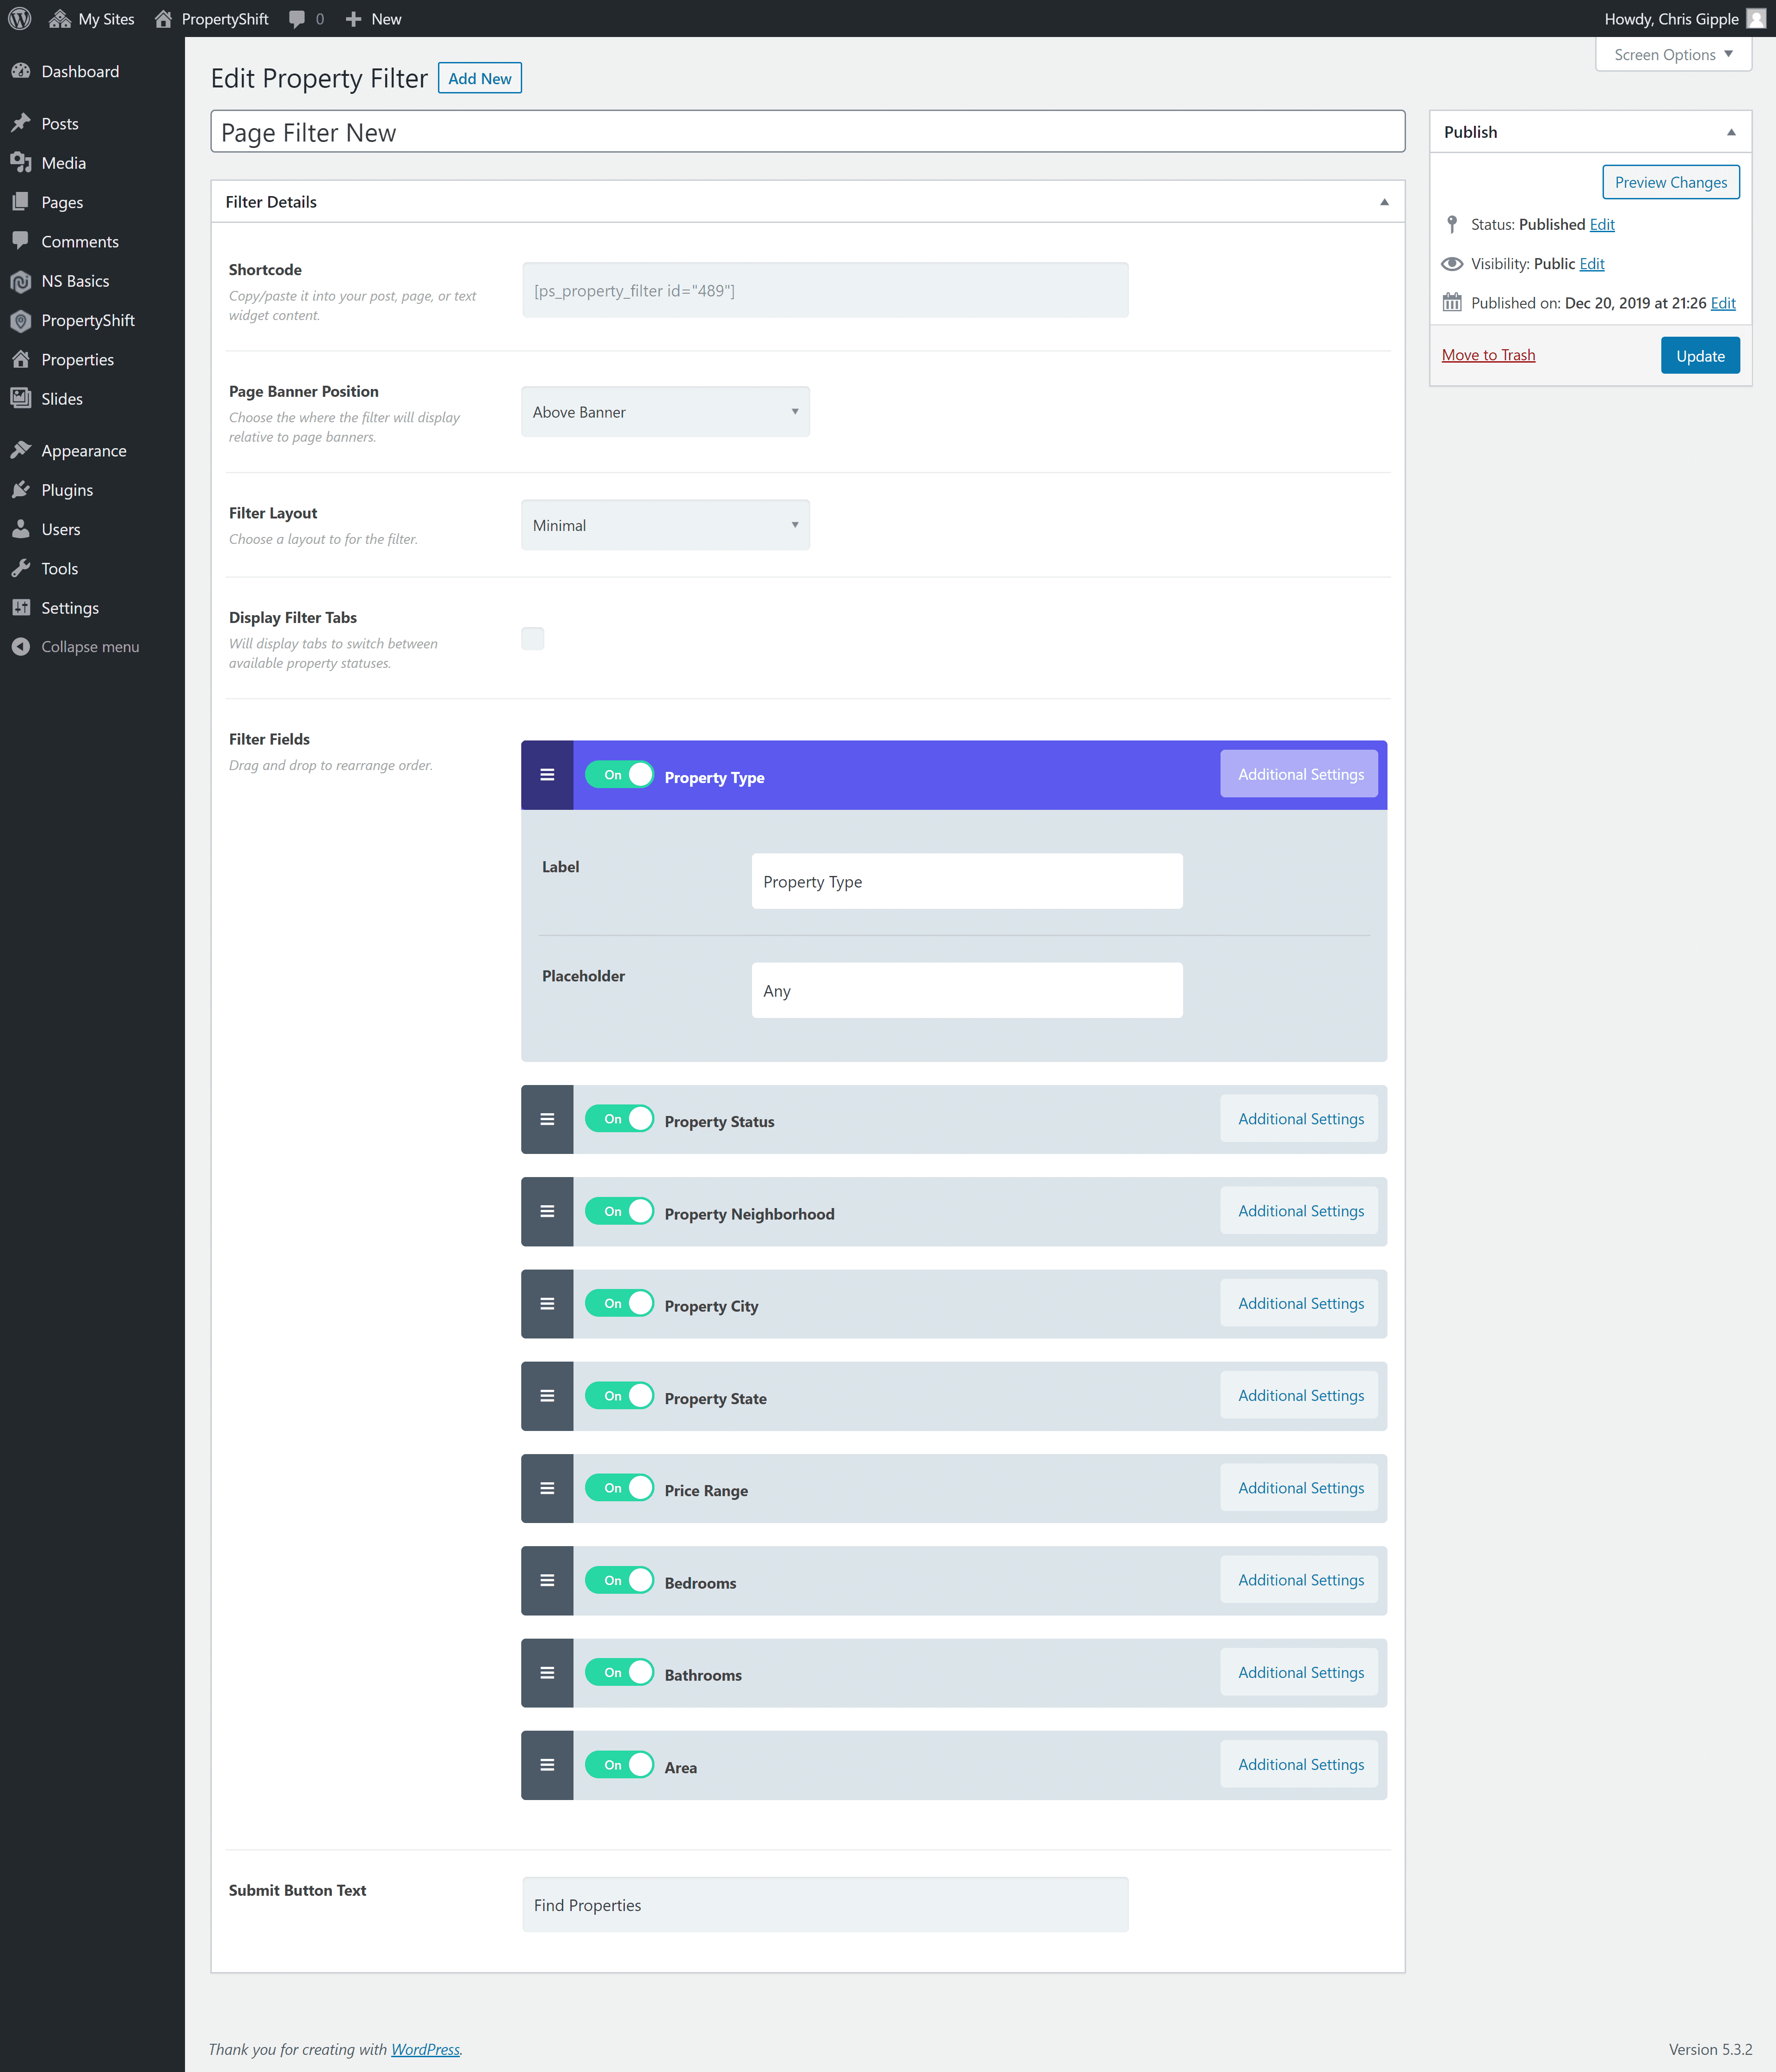 My Sites
PropertyShift
0
New
Howdy, Chris Gipple
Screen Options
Dashboard
Posts
Media
Pages
Comments
NS Basics
PropertyShift
Properties
Slides
Appearance
Plugins
Users
Tools
Settings
Collapse menu
Edit Property Filter
Add New
Page Filter New
Filter Details
Shortcode
Copy/paste it into your post, page, or text
widget content.
[ps_property_filter id="489"]
Page Banner Position
Choose the where the filter will display
relative to page banners.
Above Banner
Filter Layout
Choose a layout to for the filter.
Minimal
Display Filter Tabs
Will display tabs to switch between
available property statuses.
Filter Fields
Drag and drop to rearrange order.
On
Property Type
Additional Settings
Label
Property Type
Placeholder
Any
On
Property Status
Additional Settings
On
Property Neighborhood
Additional Settings
On
Property City
Additional Settings
On
Property State
Additional Settings
On
Price Range
Additional Settings
On
Bedrooms
Additional Settings
On
Bathrooms
Additional Settings
On
Area
Additional Settings
Submit Button Text
Find Properties
Publish
Preview Changes
Status: Published Edit
Visibility: Public Edit
Published on: Dec 20, 2019 at 21:26 Edit
Move to Trash
Update
Thank you for creating with WordPress.
Version 5.3.2